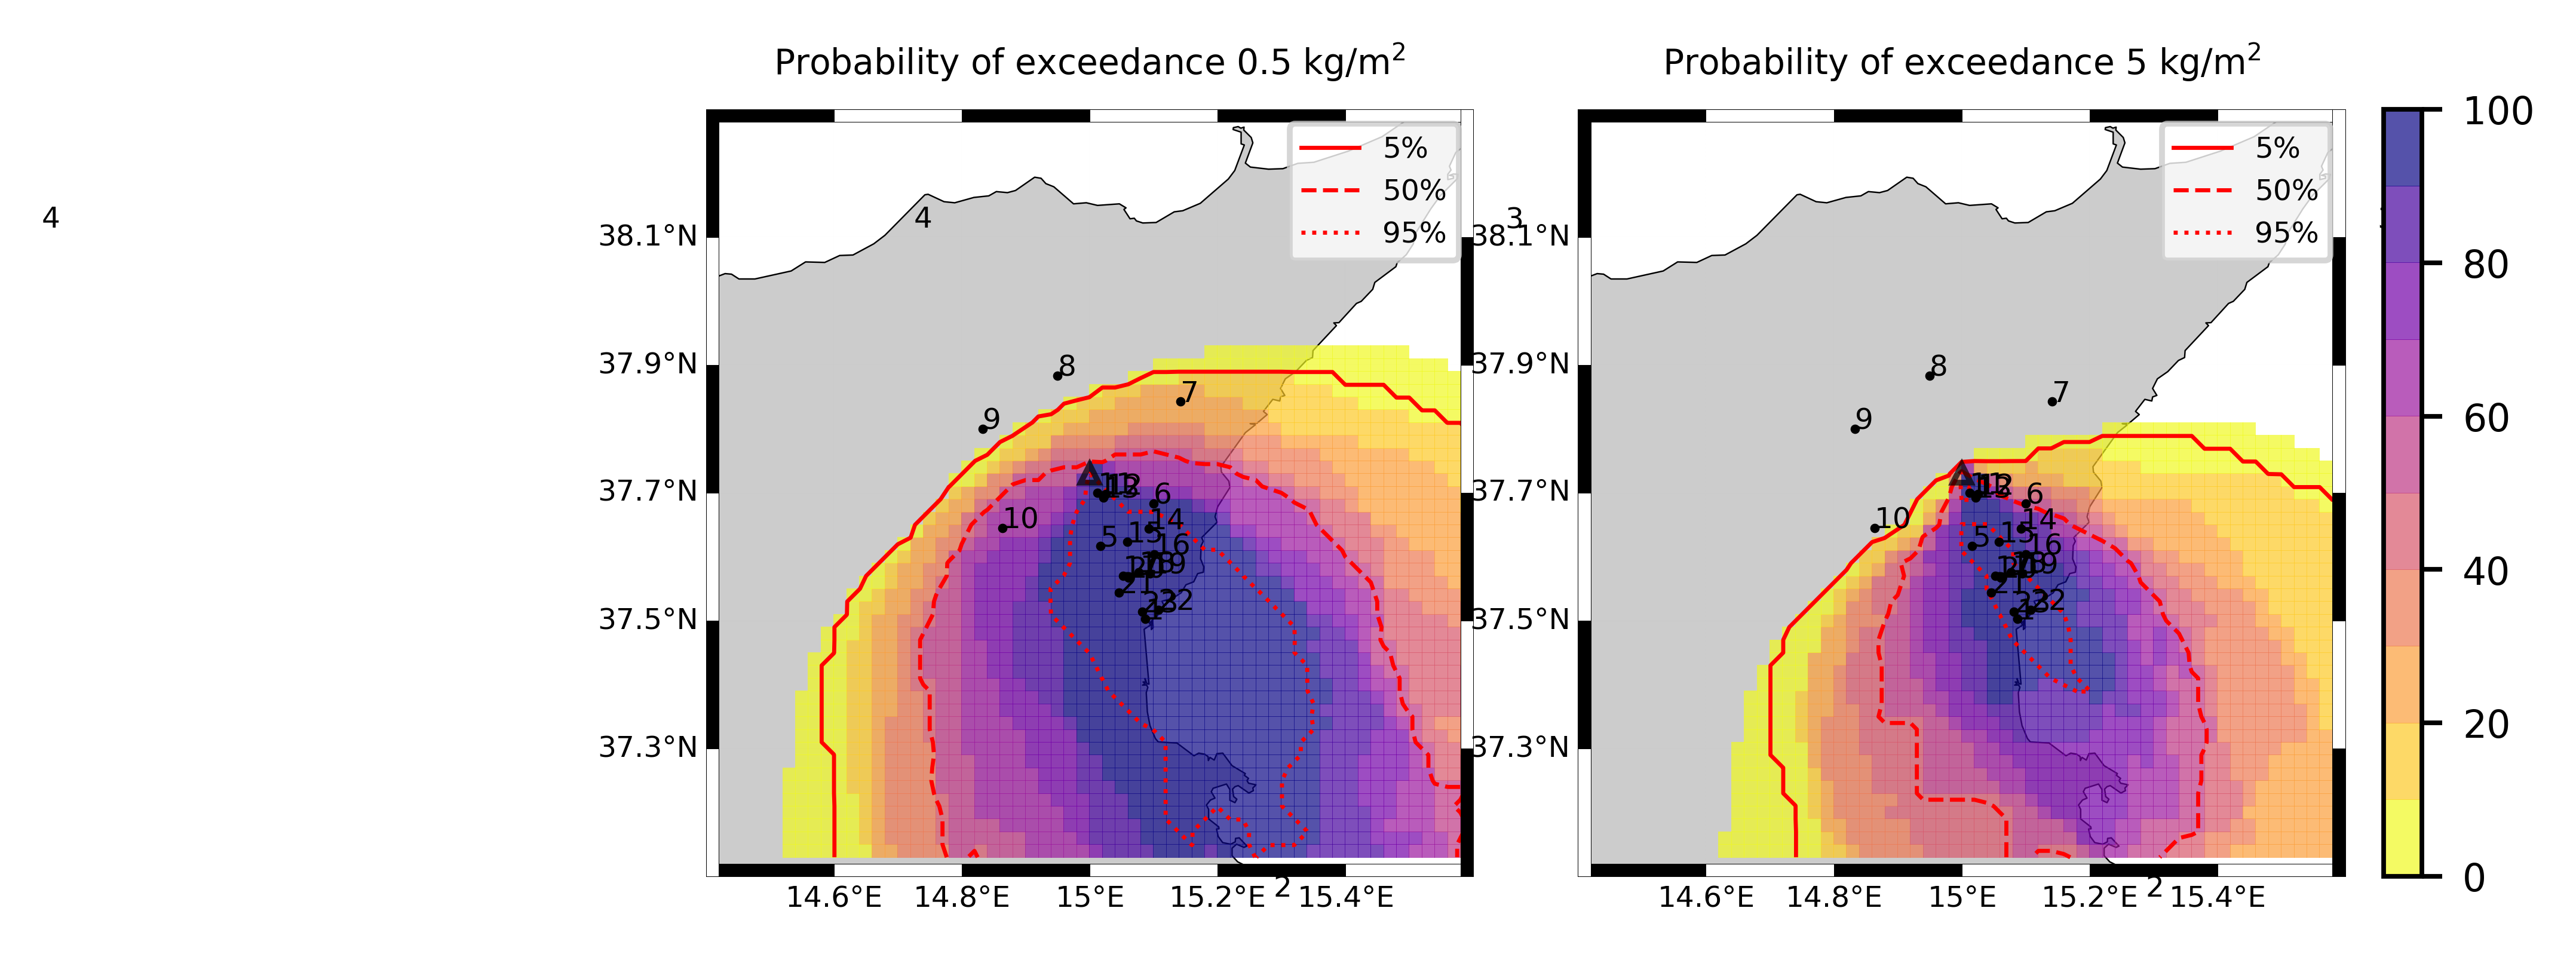 Probability of exceedance 0.5 kg/m²
Probability of exceedance 5 kg/m²
5%
50%
95%
5%
50%
95%
4
4
3
38.1°N
37.9°N
37.7°N
37.5°N
37.3°N
38.1°N
37.9°N
37.7°N
37.5°N
37.3°N
8
7
9
10
6
14
5
15
16
19
22
8
7
9
10
6
14
5
15
16
19
22
14.6°E
14.8°E
15°E
15.2°E
2
15.4°E
14.6°E
14.8°E
15°E
15.2°E
2
15.4°E
100
80
60
40
20
0